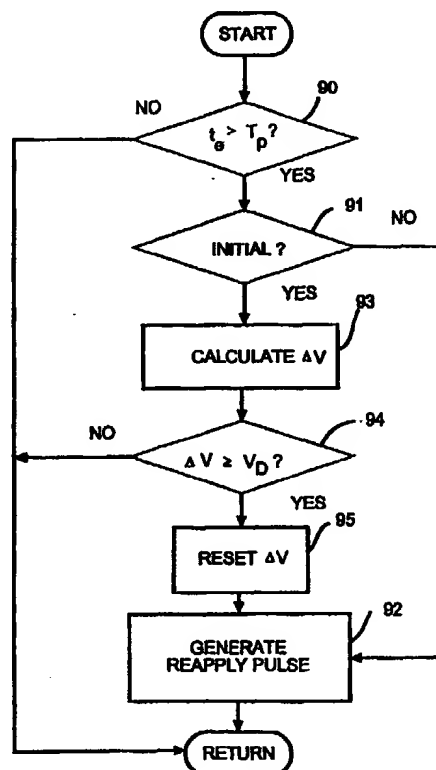 START
90
NO
t_e > T_p?
YES
91
INITIAL ?
NO
YES
93
CALCULATE ΔV
94
NO
ΔV ≥ V_D ?
YES
95
RESET ΔV
92
GENERATE
REAPPLY PULSE
RETURN